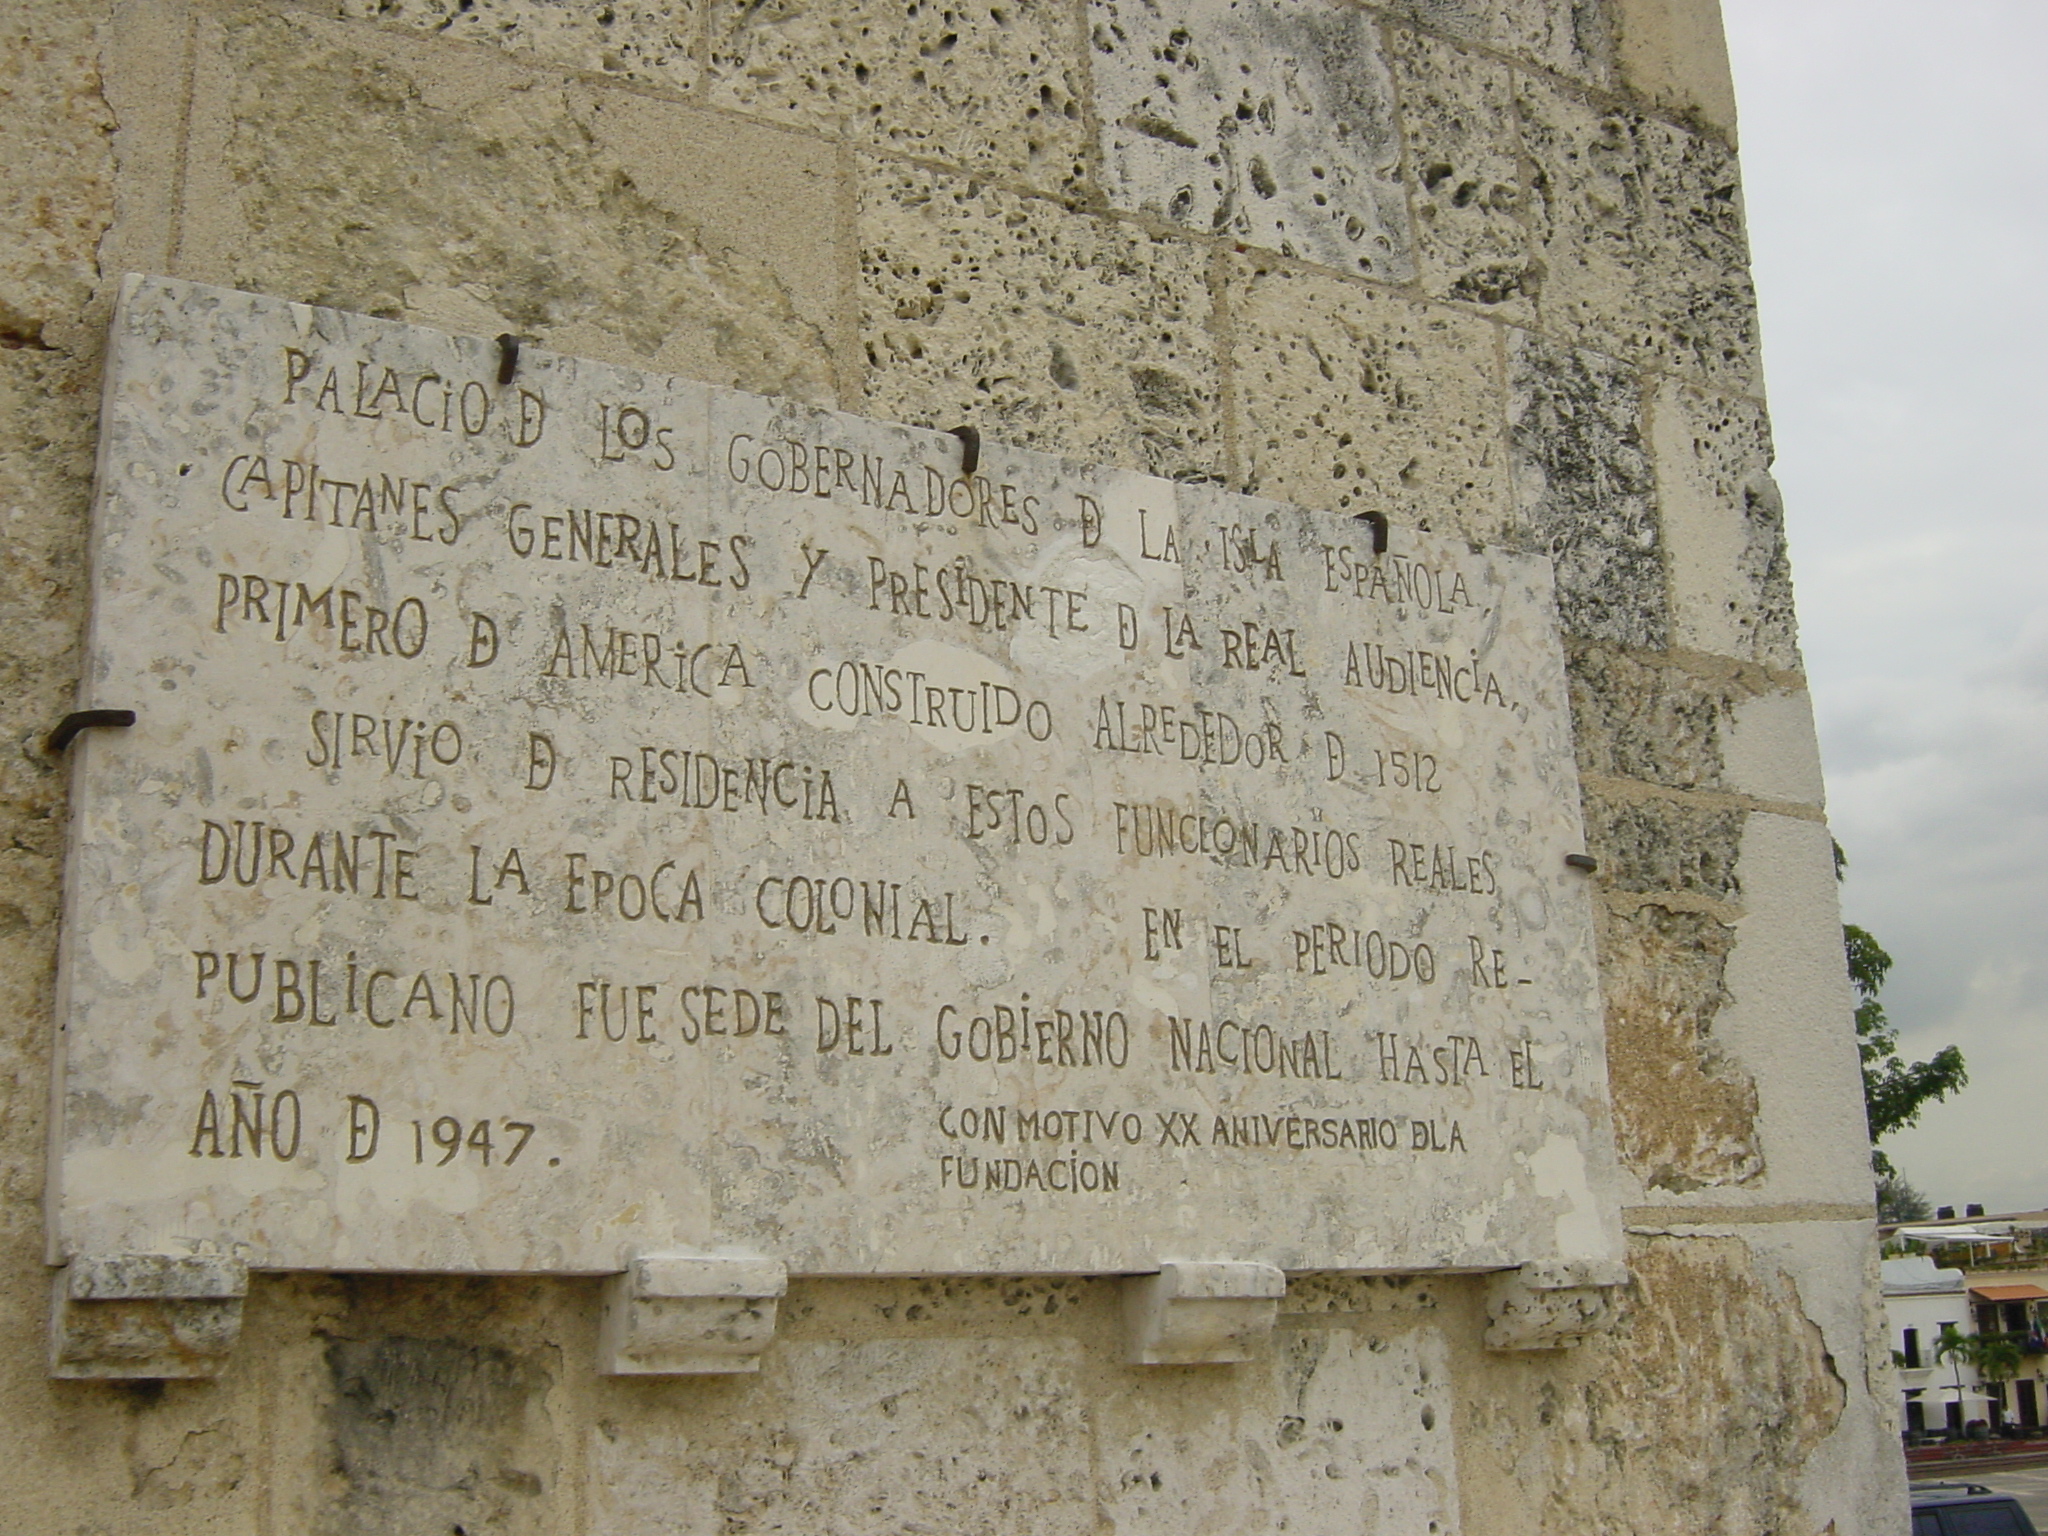 PALACIO Đ LOS GOBERNADORES Đ LA ISLA ESPAÑOLA,
CAPITANES GENERALES Y PRESIDENTE Đ LA REAL AUDIENCIA,
PRIMERO Đ AMERICA CONSTRUIDO ALREDEDOR Đ 1512
SIRVIO Đ RESIDENCIA A ESTOS FUNCIONARIOS REALES
DURANTE LA EPOCA COLONIAL. EN EL PERIODO RE-
PUBLICANO FUE SEDE DEL GOBIERNO NACIONAL HASTA EL
AÑO Đ 1947.
CON MOTIVO XX ANIVERSARIO ĐLA
FUNDACION